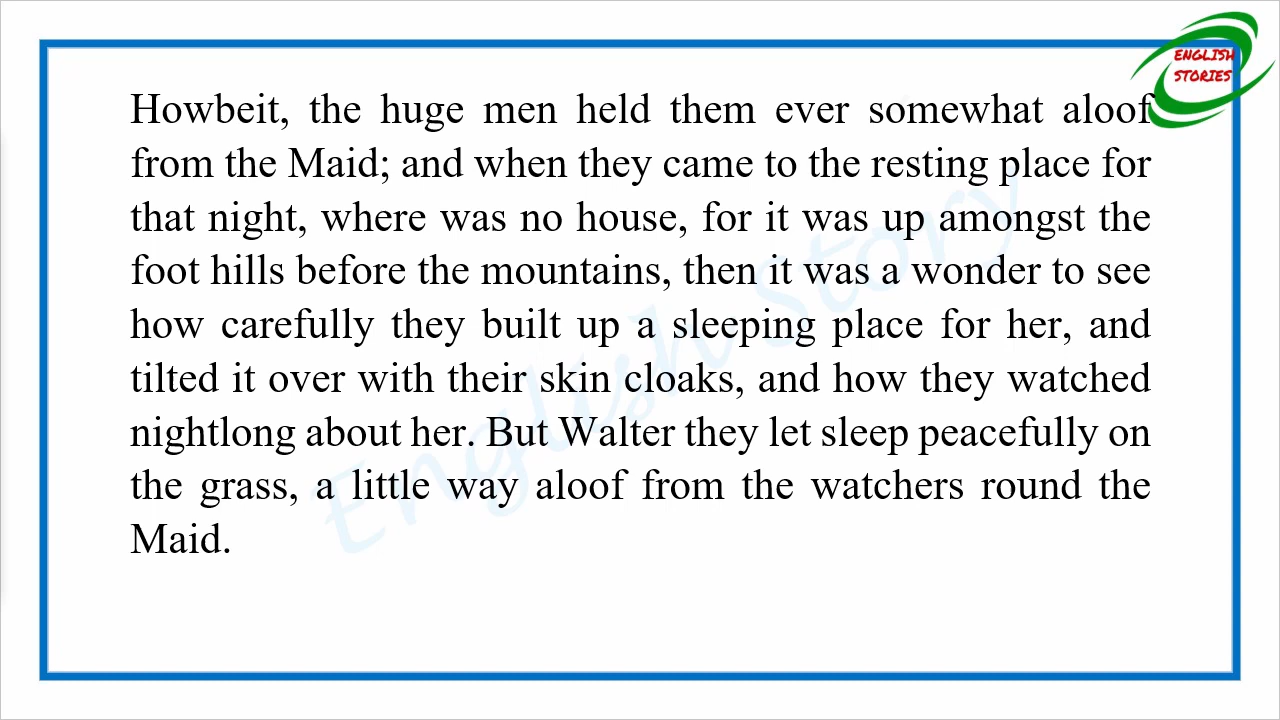 ENGLISH
STORIES
Howbeit, the huge men held them ever somewhat aloof
from the Maid; and when they came to the resting place for
that night, where was no house, for it was up amongst the
foot hills before the mountains, then it was a wonder to see
how carefully they built up a sleeping place for her, and
tilted it over with their skin cloaks, and how they watched
nightlong about her. But Walter they let sleep peacefully on
the grass, a little way aloof from the watchers round the
Maid.
English Story